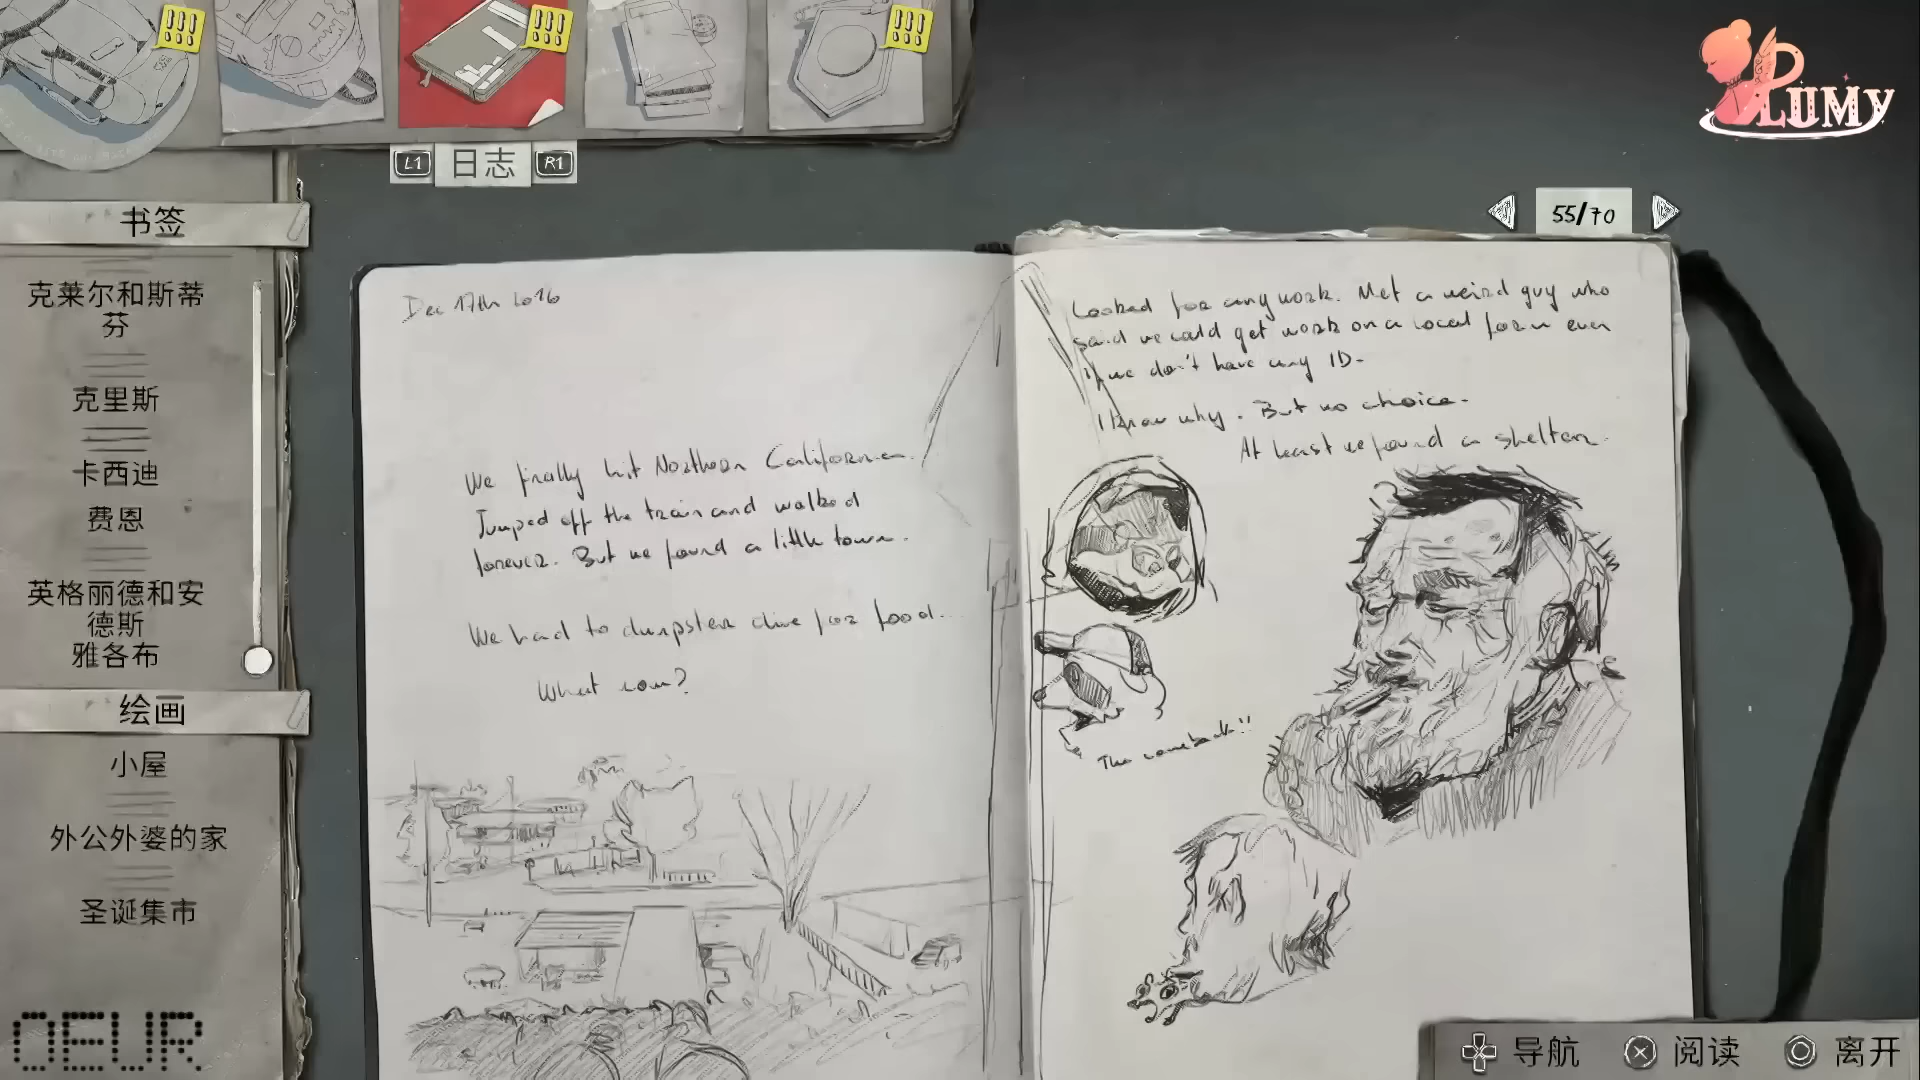 PLUMy
L1 日志 R1
书签
55/70
克莱尔和斯蒂
芬
克里斯
卡西迪
费恩
英格丽德和安
德斯
雅各布
绘画
小屋
外公外婆的家
圣诞集市
Dec 17th 2016
We finally hit Northern California.
Jumped off the train and walked
forever. But we found a little town.
We had to dumpster dive for food...
What now?
Looked for any work. Met a weird guy who
said we could get work on a local farm even
if we don't have any ID.
I know why. But no choice.
At least we found a shelter.
The comeback!!
OEUR
导航
阅读
离开